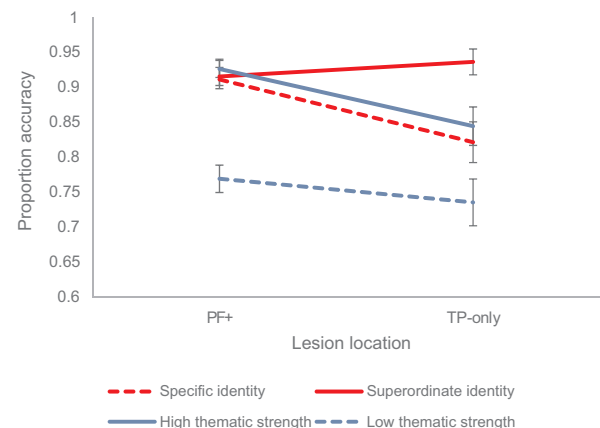 1
0.95
0.9
0.85
0.8
0.75
0.7
0.65
0.6
Proportion accuracy
PF+ TP-only
Lesion location
Specific identity Superordinate identity
High thematic strength Low thematic strength